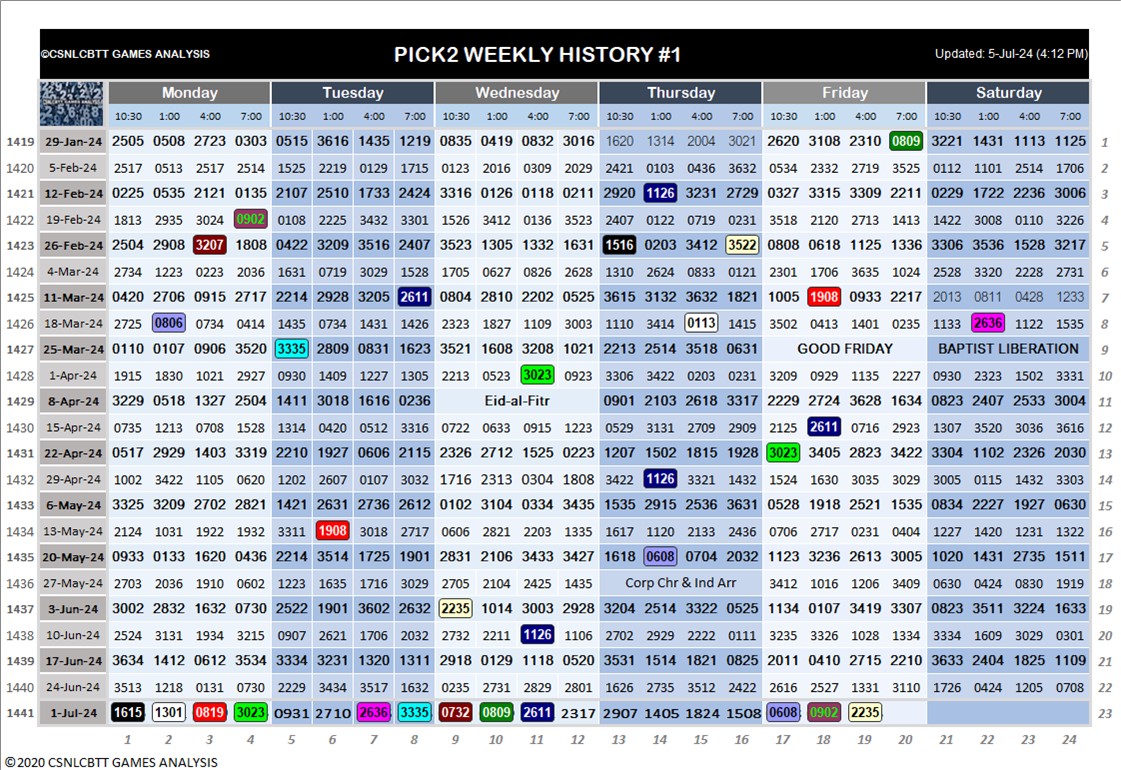 ©CSNLCBTT GAMES ANALYSIS PICK2 WEEKLY HISTORY #1 Updated: 5-Jul-24 (4:12 PM)
Monday Tuesday Wednesday Thursday Friday Saturday
10:30 1:00 4:00 7:00 10:30 1:00 4:00 7:00 10:30 1:00 4:00 7:00 10:30 1:00 4:00 7:00 10:30 1:00 4:00 7:00 10:30 1:00 4:00 7:00
1419 29-Jan-24 2505 0508 2723 0303 0515 3616 1435 1219 0835 0419 0832 3016 1620 1314 2004 3021 2620 3108 2310 0809 3221 1431 1113 1125 1
1420 5-Feb-24 2517 0513 2517 2514 1525 2219 0129 1715 0123 2016 0309 2029 2421 0103 0436 3632 0534 2332 2719 3525 0112 1101 2514 1706 2
1421 12-Feb-24 0225 0535 2121 0135 2107 2510 1733 2424 3316 0126 0118 0211 2920 1126 3231 2729 0327 3315 3309 2211 0229 1722 2236 3006 3
1422 19-Feb-24 1813 2935 3024 0902 0108 2225 3432 3301 1526 3412 0136 3523 2407 0122 0719 0231 3518 2120 2713 1413 1422 3008 0110 3226 4
1423 26-Feb-24 2504 2908 3207 1808 0422 3209 3516 2407 3523 1305 1332 1631 1516 0203 3412 3522 0808 0618 1125 1336 3306 3536 1528 3217 5
1424 4-Mar-24 2734 1223 0223 2036 1631 0719 3029 1528 1705 0627 0826 2628 1310 2624 0833 0121 2301 1706 3635 1024 2528 3320 2228 2731 6
1425 11-Mar-24 0420 2706 0915 2717 2214 2928 3205 2611 0804 2810 2202 0525 3615 3132 3632 1821 1005 1908 0933 2217 2013 0811 0428 1233 7
1426 18-Mar-24 2725 0806 0734 0414 1435 0734 1431 1426 2323 1827 1109 3003 1110 3414 0113 1415 3502 0413 1401 0235 1133 2636 1122 1535 8
1427 25-Mar-24 0110 0107 0906 3520 3335 2809 0831 1623 3521 1608 3208 1021 2213 2514 3518 0631 GOOD FRIDAY BAPTIST LIBERATION 9
1428 1-Apr-24 1915 1830 1021 2927 0930 1409 1227 1305 2213 0523 3023 0923 3306 3422 0203 0231 3209 0929 1135 2227 0930 0223 1502 3331 10
1429 8-Apr-24 3229 0518 1327 2504 1411 3018 1616 0236 Eid-al-Fitr 0901 2103 2618 3317 2229 2724 3628 1634 0823 2407 2533 3004 11
1430 15-Apr-24 0735 1213 0708 1528 1314 0420 0512 3316 0722 0633 0915 1223 0529 3131 2709 2909 2125 2611 0716 2923 1307 3520 3036 3616 12
1431 22-Apr-24 0517 2929 1403 3319 2210 1927 0606 2115 2326 2712 1525 0223 1207 1502 1815 1928 3023 3405 2823 3422 3304 1102 2326 2030 13
1432 29-Apr-24 1002 3422 1105 0620 1202 2607 0107 3032 1716 2313 0304 1808 3422 1126 3321 1432 1524 1630 3035 3029 3005 0115 1432 3303 14
1433 6-May-24 3325 3209 2702 2821 1421 2631 2736 2612 0102 3104 0334 3435 1535 2915 2536 3631 0528 1918 2521 1535 0834 2227 1927 0630 15
1434 13-May-24 2124 1031 1922 1932 3311 1908 3018 2717 0606 2821 2203 1335 1617 1120 2133 2436 0706 2717 0231 0404 1227 1420 1231 1322 16
1435 20-May-24 0933 0133 1620 0436 2214 3514 1725 1901 2831 2106 3433 3427 1618 0608 0704 2032 1123 3236 2613 3005 1020 1431 2735 1511 17
1436 27-May-24 2703 2036 1910 0602 1223 1635 1716 3029 2705 2104 2425 1435 Corp Chr & Ind Arr 3412 1016 1206 3409 0630 0424 0830 1919 18
1437 3-Jun-24 3002 2832 1632 0730 2522 1901 3602 2632 2235 1014 3003 2928 3204 2514 3322 0525 1134 0107 3419 3307 0823 3511 3224 1633 19
1438 10-Jun-24 2524 3131 1934 3215 0907 2621 1706 2032 2732 2211 1126 1106 2702 2929 2222 0111 3235 3326 1028 1334 3334 1609 3029 0301 20
1439 17-Jun-24 3634 1412 0612 3534 3334 3231 1320 1311 2918 0129 1118 0520 3531 1514 1821 0825 2011 0410 2715 2210 3633 2404 1825 1109 21
1440 24-Jun-24 3513 1218 0131 0730 2229 3434 3517 1632 0235 2731 2829 2801 1626 2735 3512 2422 2616 2527 1331 3110 1726 0424 1205 0708 22
1441 1-Jul-24 1615 1301 0819 3023 0931 2710 2636 3335 0732 0809 2611 2317 2907 1405 1824 1508 0608 0902 2235 23
1 2 3 4 5 6 7 8 9 10 11 12 13 14 15 16 17 18 19 20 21 22 23 24
©2020 CSNLCBTT GAMES ANALYSIS